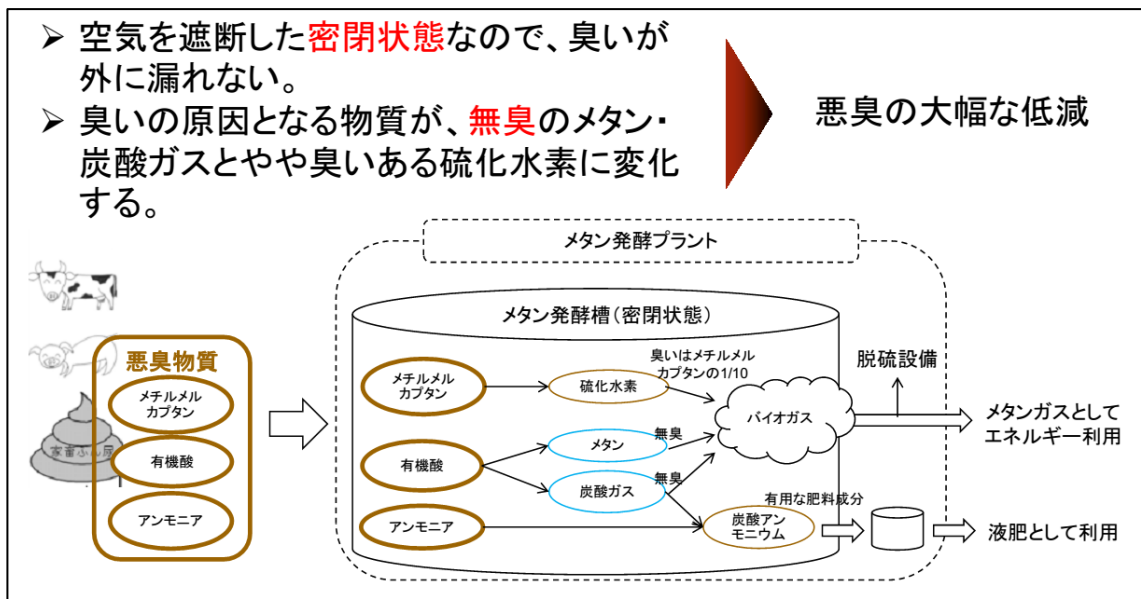 ➢ 空気を遮断した密閉状態なので、臭いが
外に漏れない。
➢ 臭いの原因となる物質が、無臭のメタン・
炭酸ガスとやや臭いある硫化水素に変化
する。
悪臭の大幅な低減
メタン発酵プラント
メタン発酵槽(密閉状態)
悪臭物質
メチルメル
カプタン
有機酸
アンモニア
家畜ふん尿
メチルメル
カプタン
硫化水素
臭いはメチルメル
カプタンの1/10
有機酸
メタン
無臭
炭酸ガス
無臭
アンモニア
バイオガス
炭酸アン
モニウム
有用な肥料成分
脱硫設備
メタンガスとして
エネルギー利用
液肥として利用